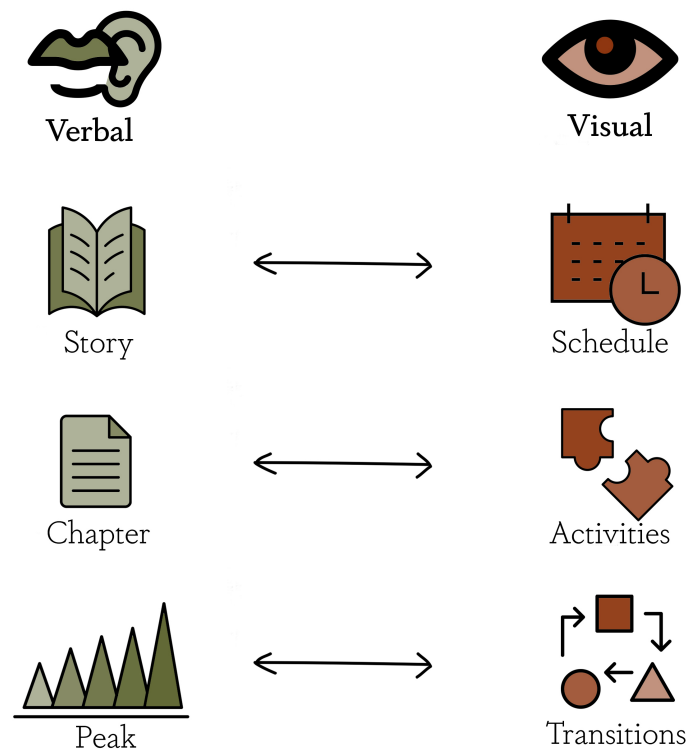 Verbal
Visual
Story
Schedule
Chapter
Activities
Peak
Transitions